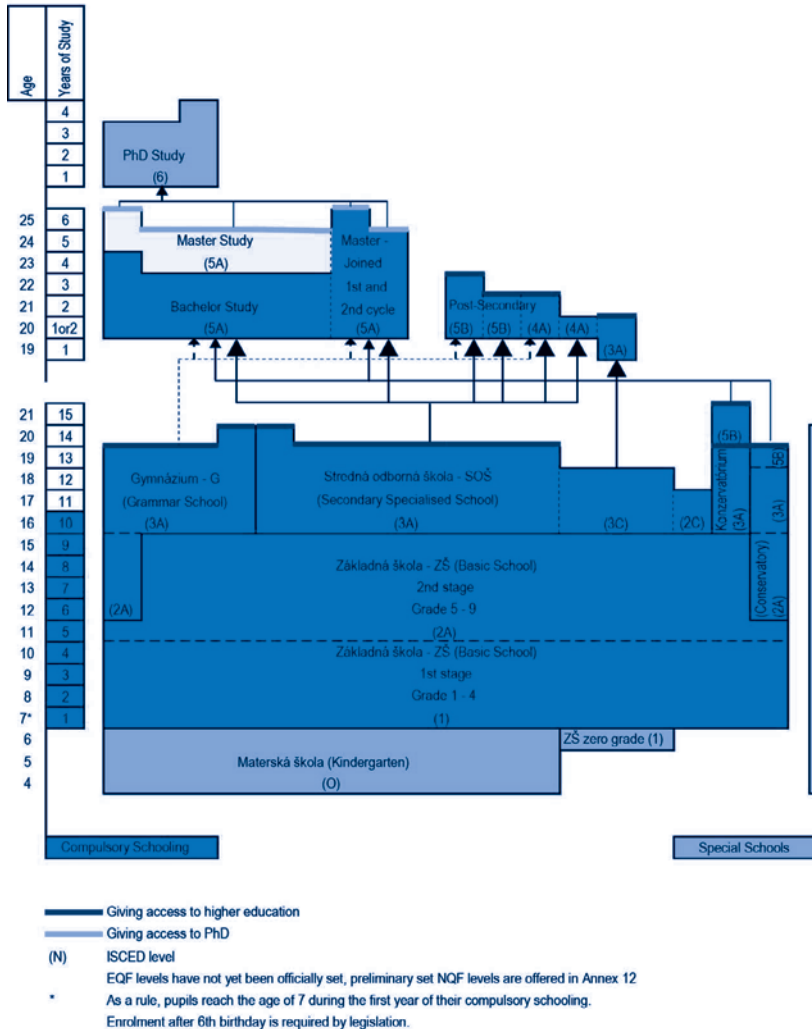 Age
Years of Study
4
3
2
1
PhD Study
(6)
25 6
24 5
23 4
22 3
21 2
20 1or2
19 1
Master Study
(5A)
Bachelor Study
(5A)
Master -
Joined
1st and
2nd cycle
(5A)
Post-Secondary
(5B) (5B) (4A) (4A) (3A)
21 15
20 14
19 13
18 12
17 11
16 10
15 9
14 8
13 7
12 6
11 5
10 4
9 3
8 2
7* 1
6
5
4
Gymnázium - G
(Grammar School)
(3A)
Stredná odborná škola - SOŠ
(Secondary Specialised School)
(3A)
(3C)
(2C)
(5B)
Konzervatórium
(3A)
(5B)
(3A)
(Conservatory)
(2A)
(2A)
Základná škola - ZŠ (Basic School)
2nd stage
Grade 5 - 9
(2A)
Základná škola - ZŠ (Basic School)
1st stage
Grade 1 - 4
(1)
ZŠ zero grade (1)
Materská škola (Kindergarten)
(O)
Compulsory Schooling
Special Schools
Giving access to higher education
Giving access to PhD
(N) ISCED level
EQF levels have not yet been officially set, preliminary set NQF levels are offered in Annex 12
* As a rule, pupils reach the age of 7 during the first year of their compulsory schooling.
Enrolment after 6th birthday is required by legislation.